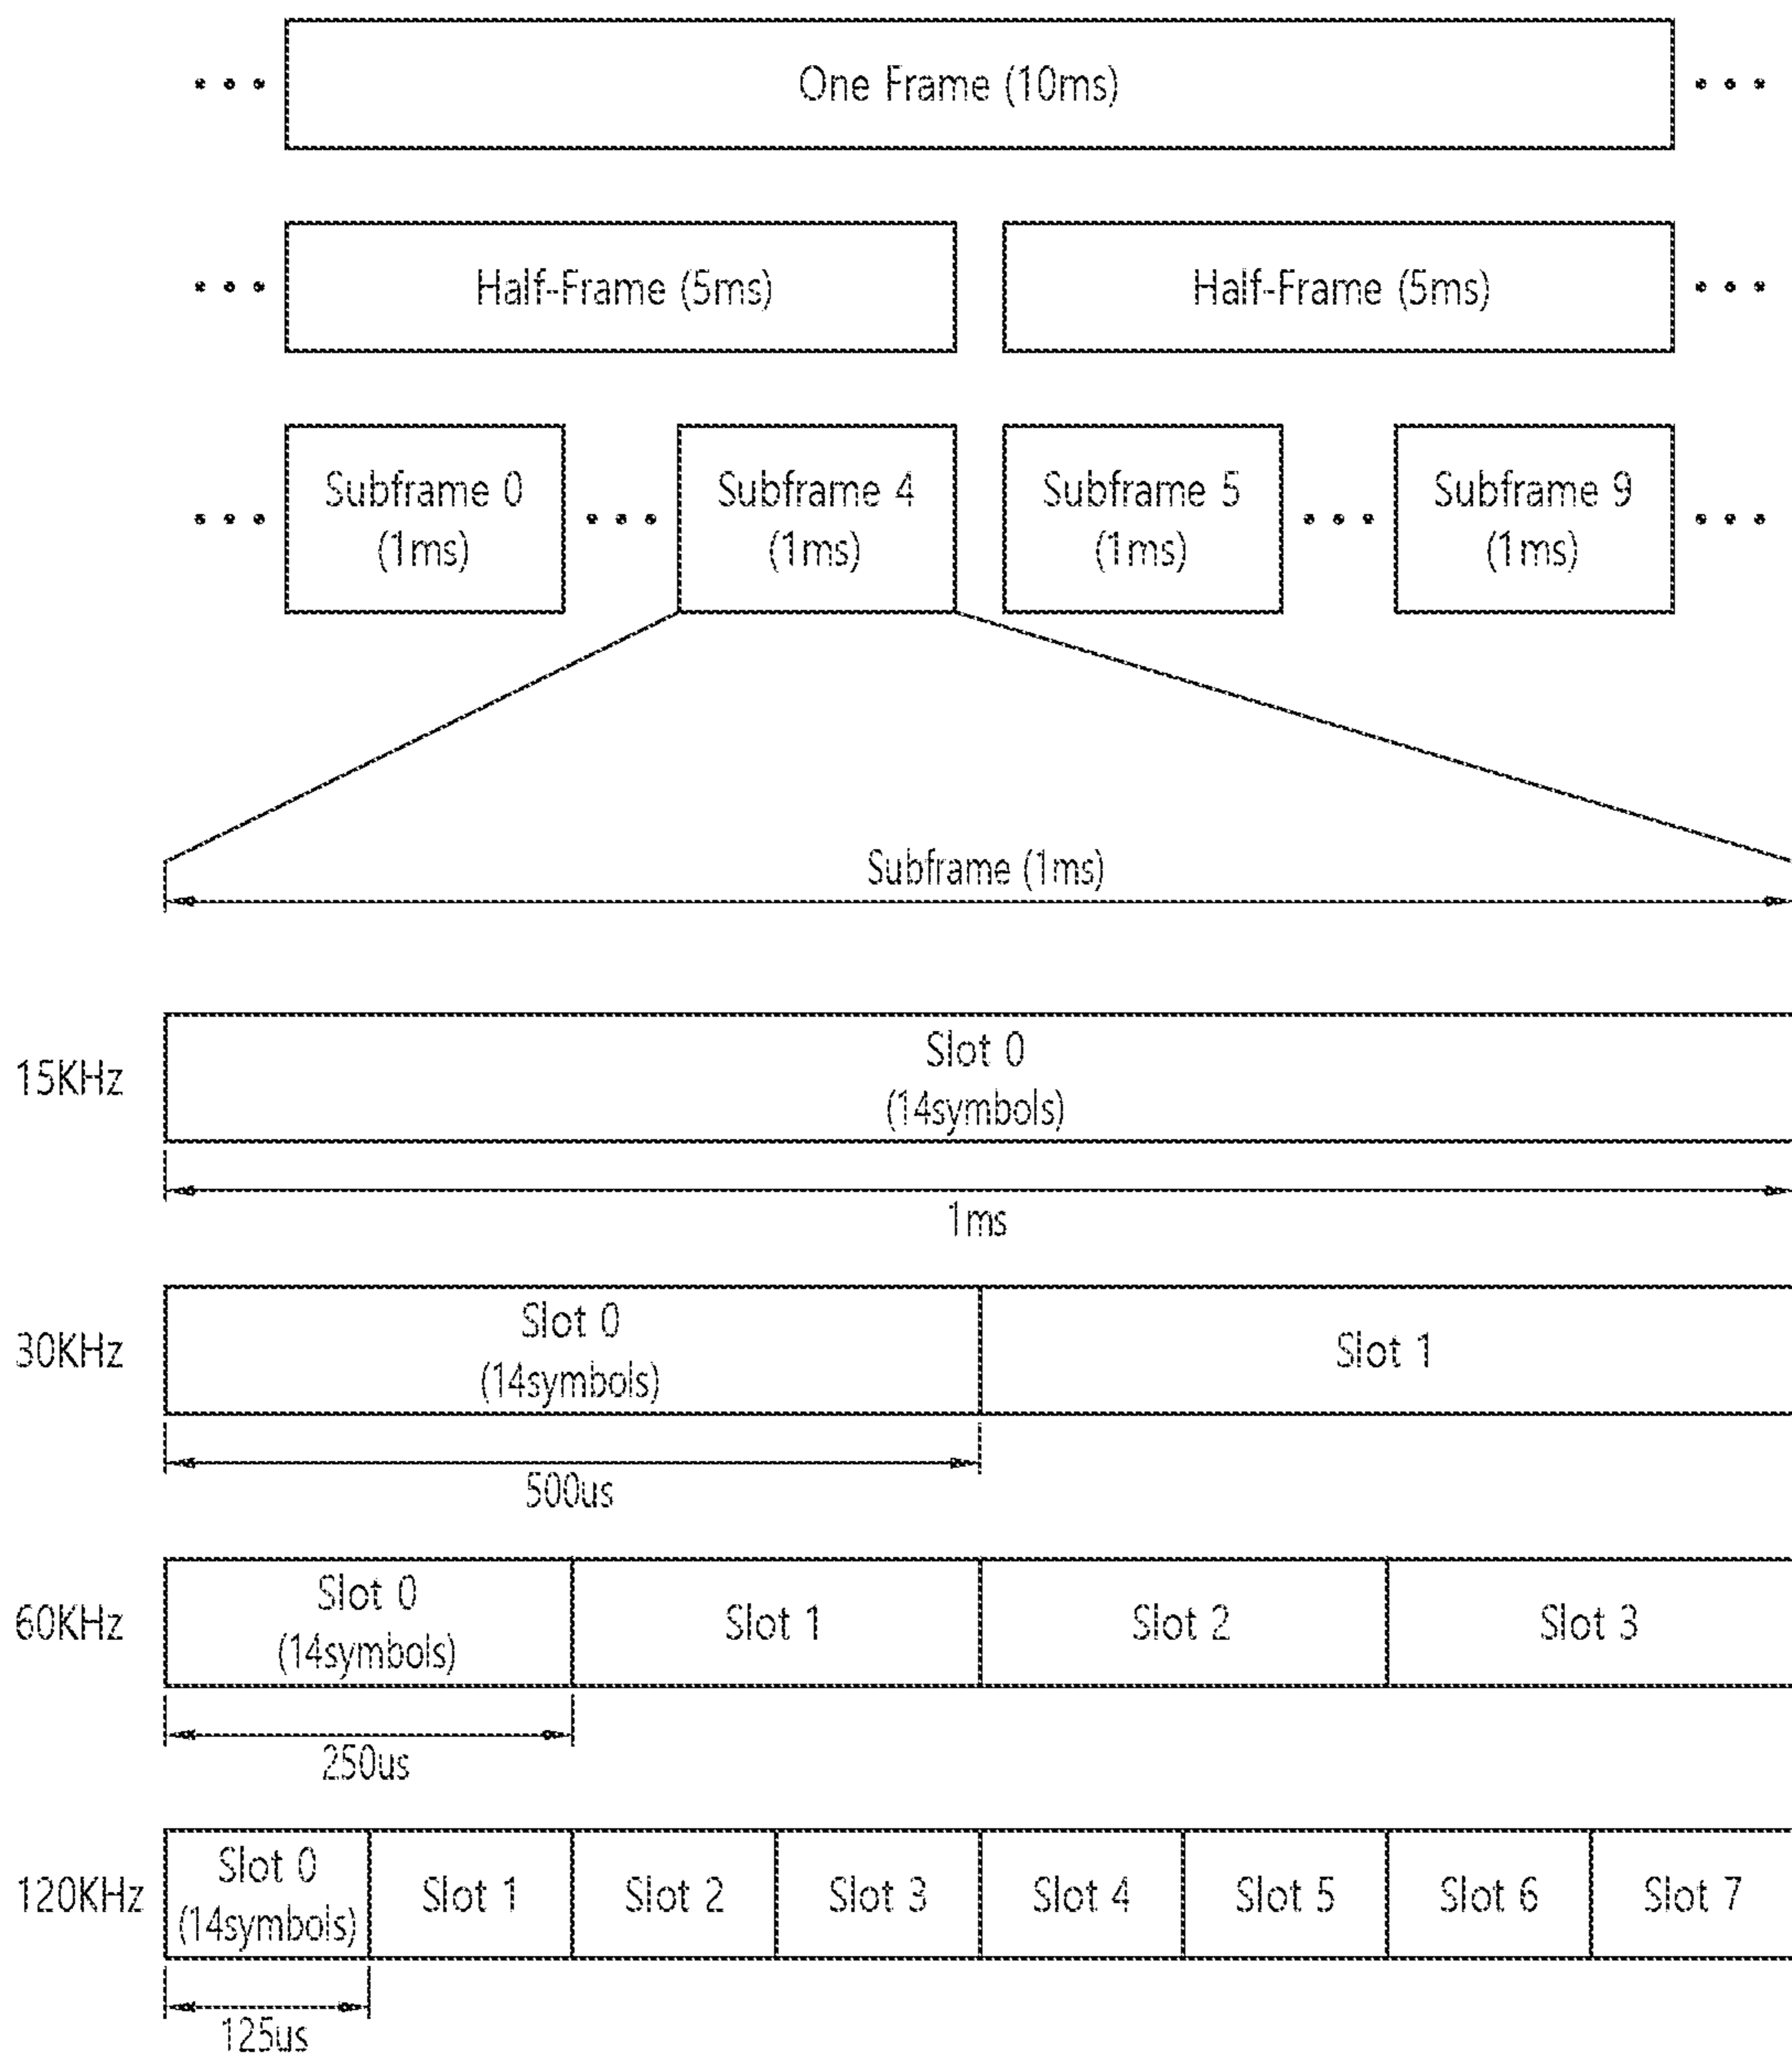 One Frame (10ms)
Half-Frame (5ms)
Half-Frame (5ms)
Subframe 0
(1ms)
Subframe 4
(1ms)
Subframe 5
(1ms)
Subframe 9
(1ms)
Subframe (1ms)
15KHz
Slot 0
(14symbols)
1ms
30KHz
Slot 0
(14symbols)
Slot 1
500us
60KHz
Slot 0
(14symbols)
Slot 1
Slot 2
Slot 3
250us
120KHz
Slot 0
(14symbols)
Slot 1
Slot 2
Slot 3
Slot 4
Slot 5
Slot 6
Slot 7
125us